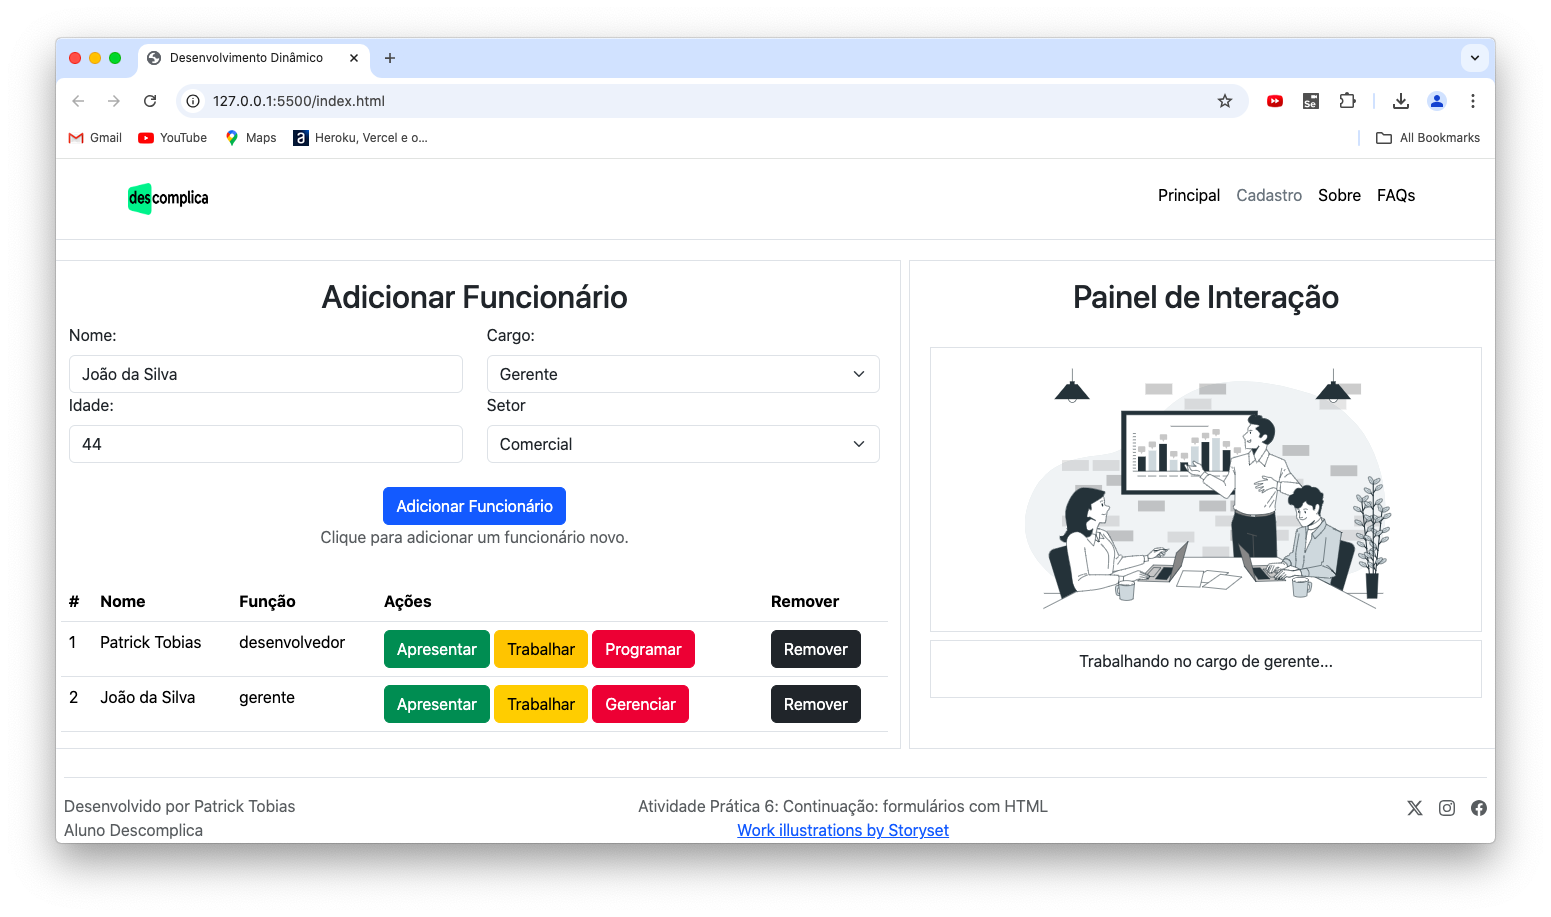 Desenvolvimento Dinâmico
127.0.0.1:5500/index.html
Se
Gmail YouTube Maps a Heroku, Vercel e o... All Bookmarks
descomplica
Principal Cadastro Sobre FAQs
Adicionar Funcionário
Nome: Cargo:
João da Silva Gerente
Idade: Setor
44 Comercial
Adicionar Funcionário
Clique para adicionar um funcionário novo.
# Nome Função Ações Remover
1 Patrick Tobias desenvolvedor Apresentar Trabalhar Programar Remover
2 João da Silva gerente Apresentar Trabalhar Gerenciar Remover
Painel de Interação
Trabalhando no cargo de gerente...
Desenvolvido por Patrick Tobias
Aluno Descomplica
Atividade Prática 6: Continuação: formulários com HTML
Work illustrations by Storyset